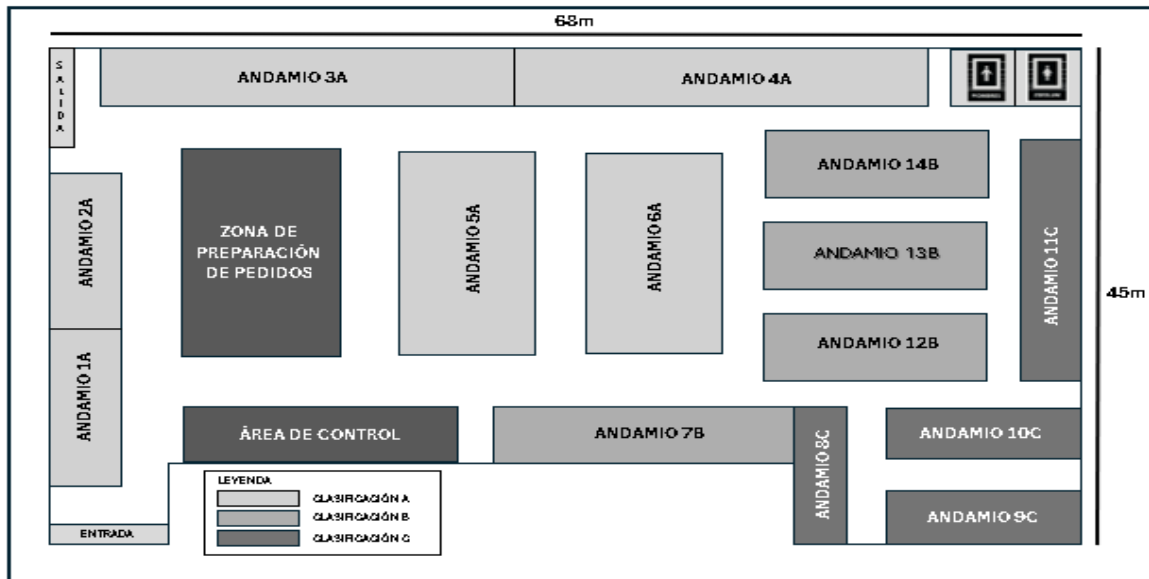 68m
SALIDA
ANDAMIO 3A
ANDAMIO 4A
ANDAMIO 2A
ZONA DE
PREPARACIÓN
DE PEDIDOS
ANDAMIO 5A
ANDAMIO 6A
ANDAMIO 14B
ANDAMIO 13B
ANDAMIO 12B
ANDAMIO 11C
45m
ANDAMIO 1A
ÁREA DE CONTROL
ANDAMIO 7B
ANDAMIO 8C
ANDAMIO 10C
ANDAMIO 9C
ENTRADA
LEYENDA
CLASIFICACIÓN A
CLASIFICACIÓN B
CLASIFICACIÓN C